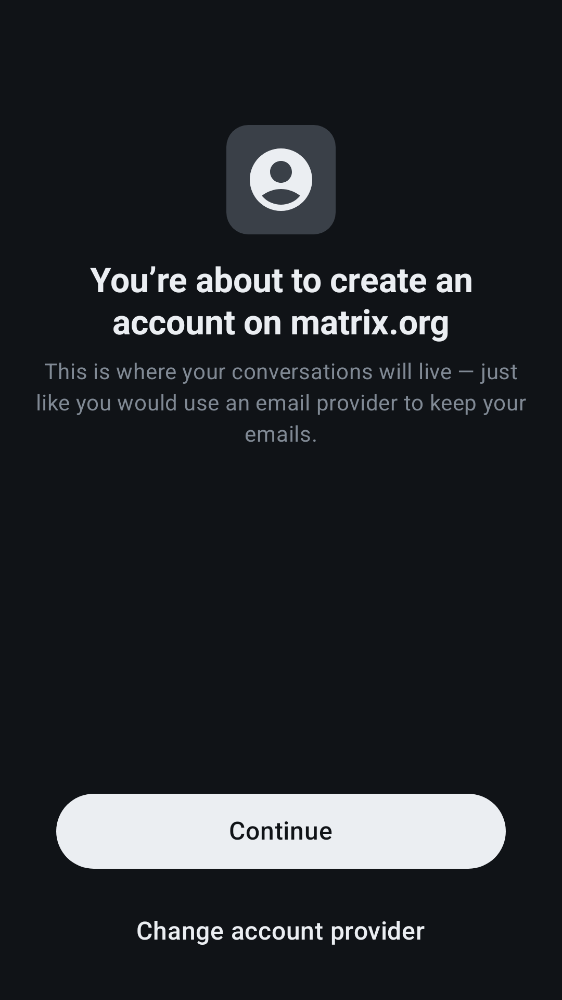 You’re about to create an
account on matrix.org
This is where your conversations will live — just
like you would use an email provider to keep your
emails.
Continue
Change account provider